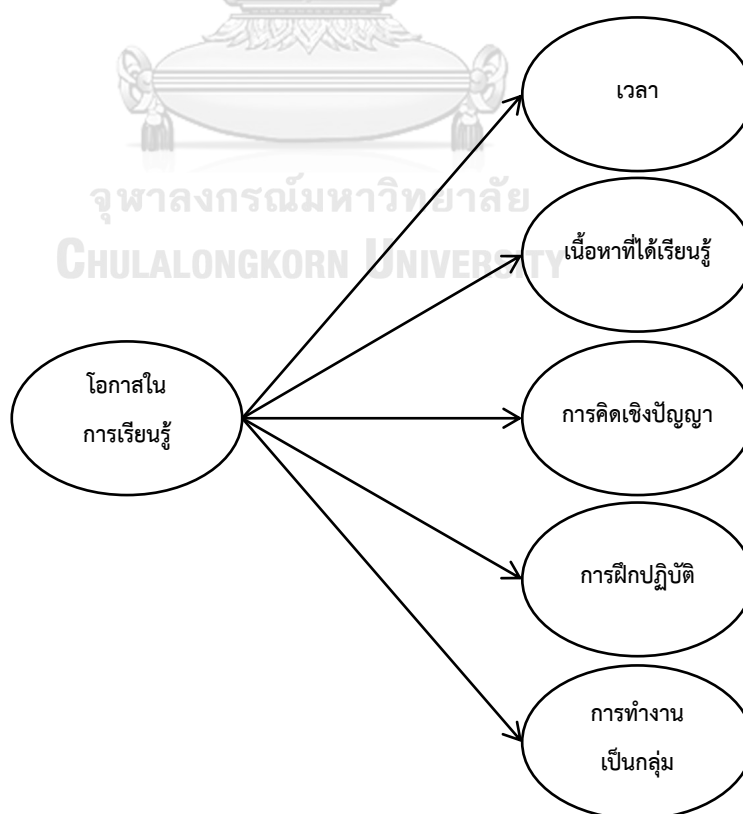 เวลา
จุฬาลงกรณ์มหาวิทยาลัย
CHULALONGKORN UNIVERSITY
เนื้อหาที่ได้เรียนรู้
โอกาสใน
การเรียนรู้
การคิดเชิงปัญญา
การฝึกปฏิบัติ
การทำงาน
เป็นกลุ่ม